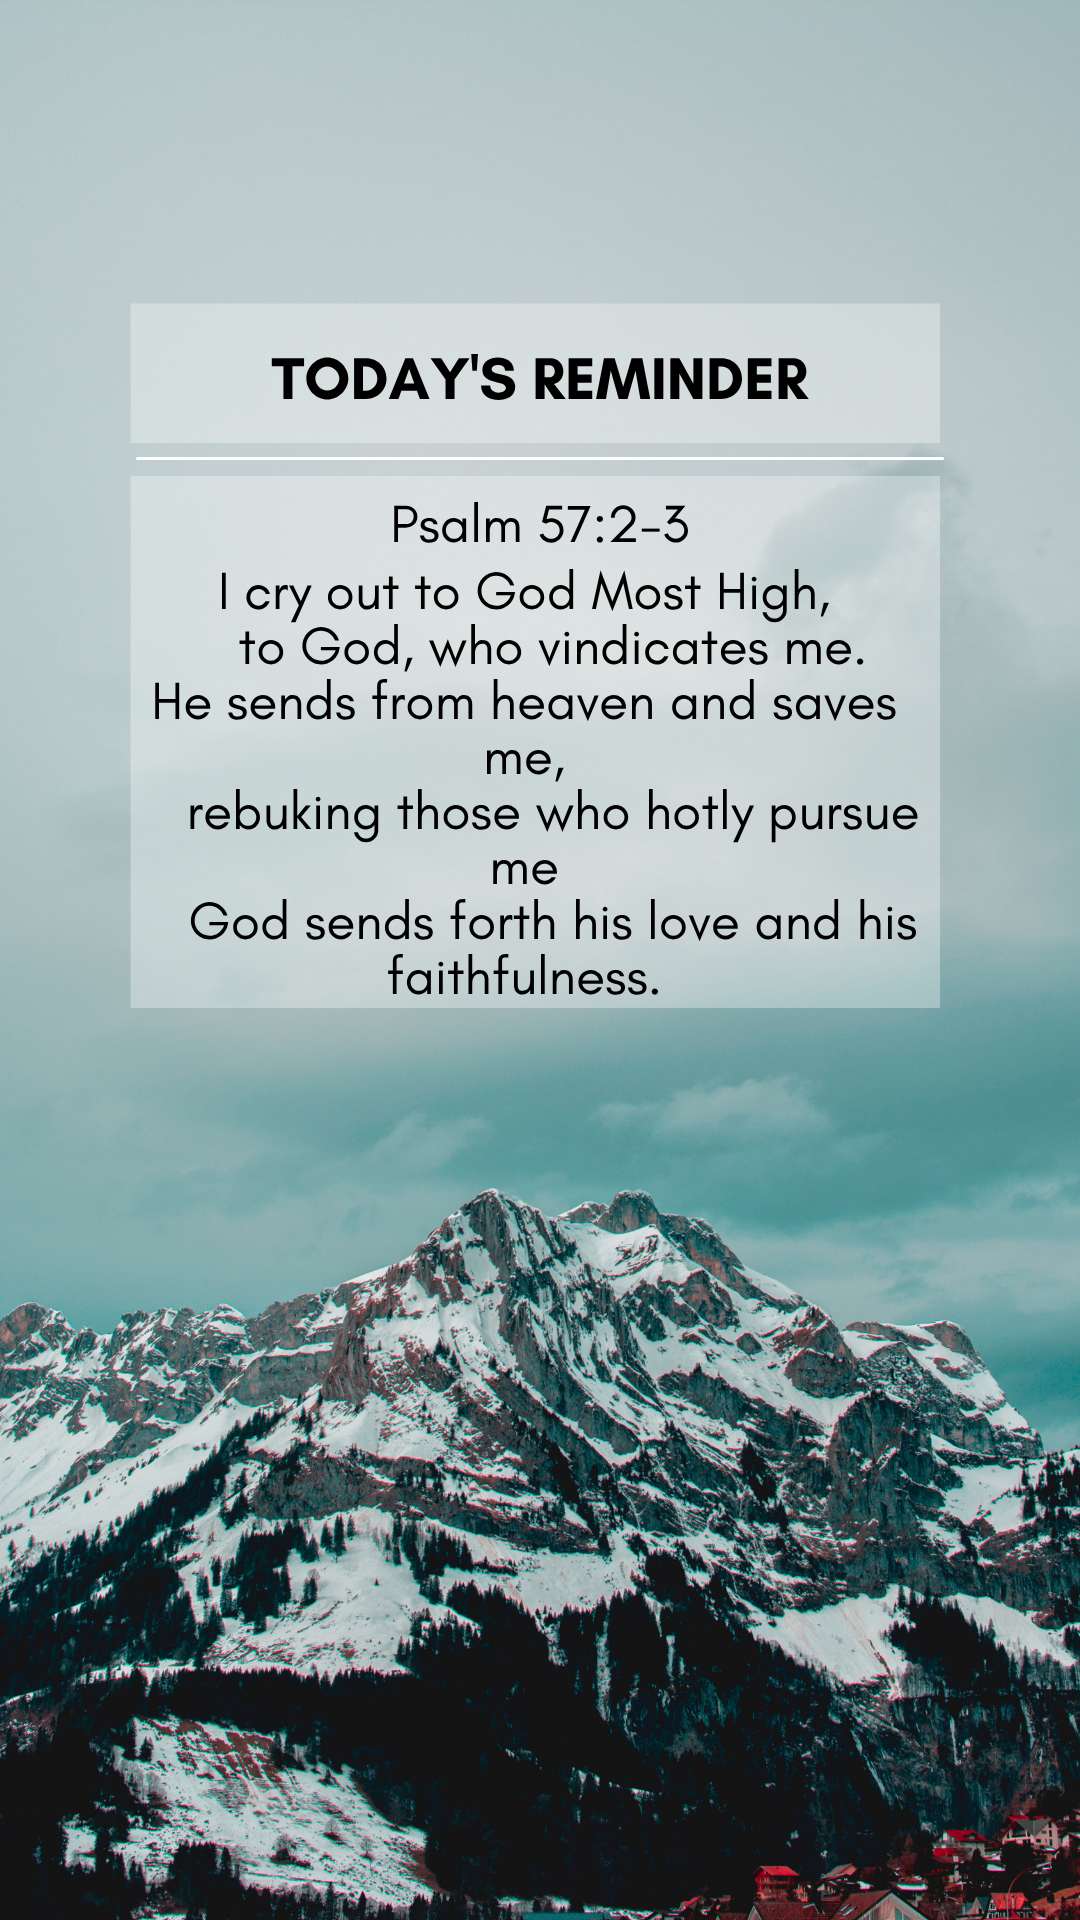 TODAY'S REMINDER
Psalm 57:2-3
I cry out to God Most High,
to God, who vindicates me.
He sends from heaven and saves
me,
rebuking those who hotly pursue
me
God sends forth his love and his
faithfulness.